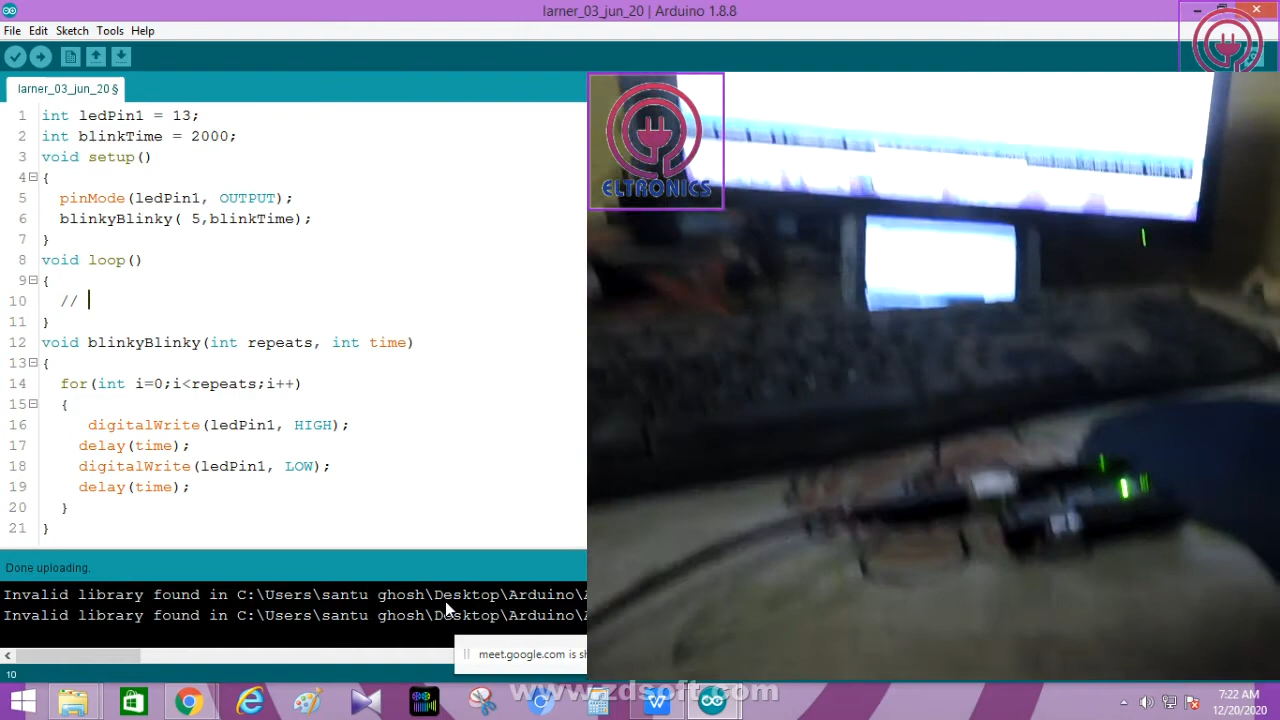 larner_03_jun_20 | Arduino 1.8.8
File Edit Sketch Tools Help
larner_03_jun_20 §
1 int ledPin1 = 13;
2 int blinkTime = 2000;
3 void setup()
4 {
5 pinMode(ledPin1, OUTPUT);
6 blinkyBlinky( 5,blinkTime);
7 }
8 void loop()
9 {
10 //
11 }
12 void blinkyBlinky(int repeats, int time)
13 {
14 for(int i=0;i<repeats;i++)
15 {
16 digitalWrite(ledPin1, HIGH);
17 delay(time);
18 digitalWrite(ledPin1, LOW);
19 delay(time);
20 }
21 }
ELTRONICS
Done uploading.
Invalid library found in C:\Users\santu ghosh\Desktop\Arduino\
Invalid library found in C:\Users\santu ghosh\Desktop\Arduino\
meet.google.com is sh
10
www.zdsoft.com
7:22 AM
12/20/2020